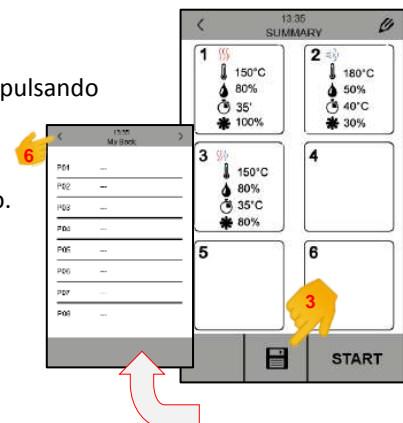 pulsando
o.
6
13:35
My Book
P01 ---
P02 ---
P03 ---
P04 ---
P05 ---
P06 ---
P07 ---
P08 ---
13:35
SUMMARY
1
150°C
80%
35'
100%
2
180°C
50%
40°C
30%
3
150°C
80%
35°C
80%
4
5
6
3
START